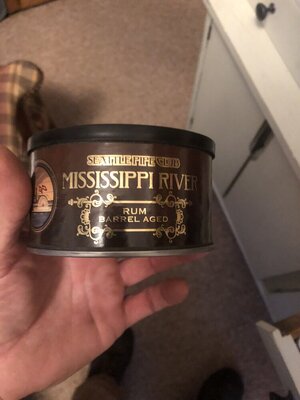 SEATTLE PIPE CLUB
MISSISSIPPI RIVER
RUM
BARREL AGED